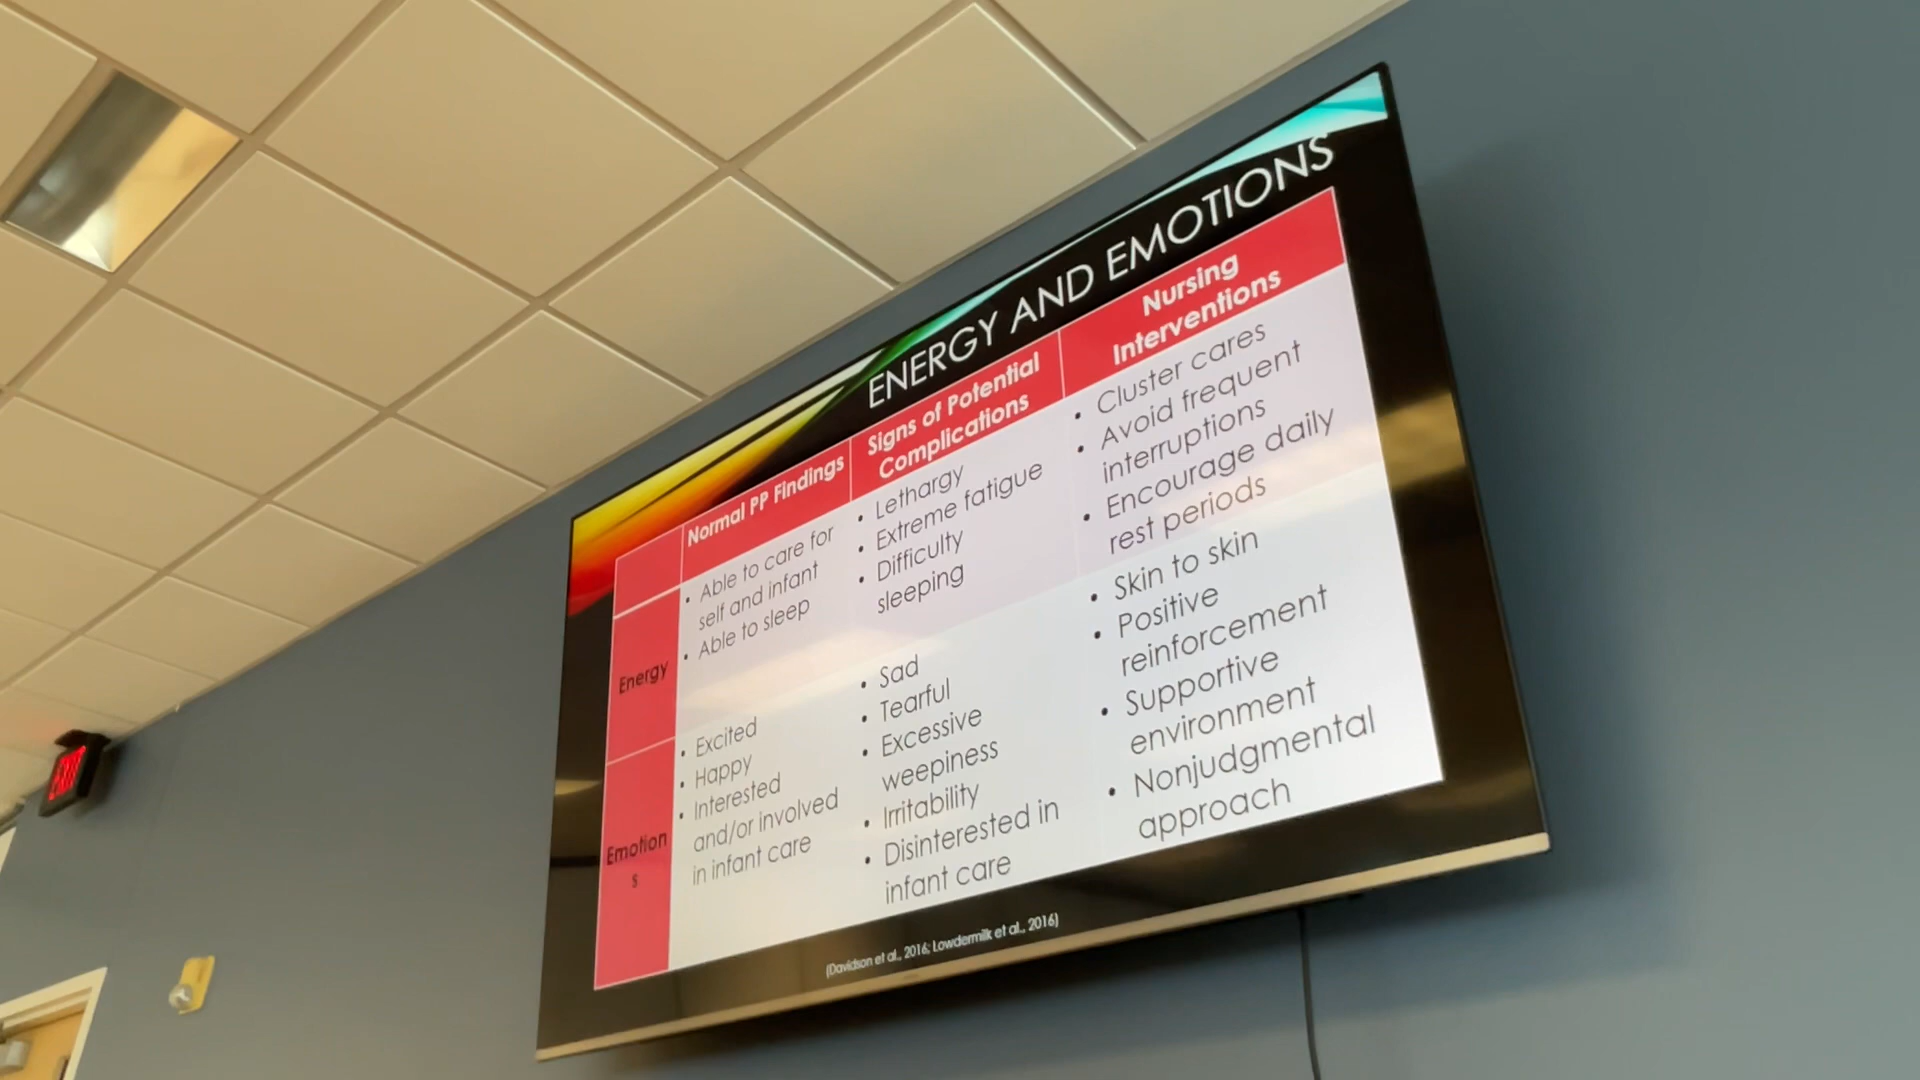 ENERGY AND EMOTIONS
Normal PP Findings
Signs of Potential
Complications
Nursing
Interventions
Energy
• Able to care for
self and infant
• Able to sleep
• Lethargy
• Extreme fatigue
• Difficulty
sleeping
• Cluster cares
• Avoid frequent
interruptions
• Encourage daily
rest periods
Emotion
s
• Excited
• Happy
• Interested
and/or involved
in infant care
• Sad
• Tearful
• Excessive
weepiness
• Irritability
• Disinterested in
infant care
• Skin to skin
• Positive
reinforcement
• Supportive
environment
• Nonjudgmental
approach
(Davidson et al., 2016; Lowdermilk et al., 2016)
EXIT